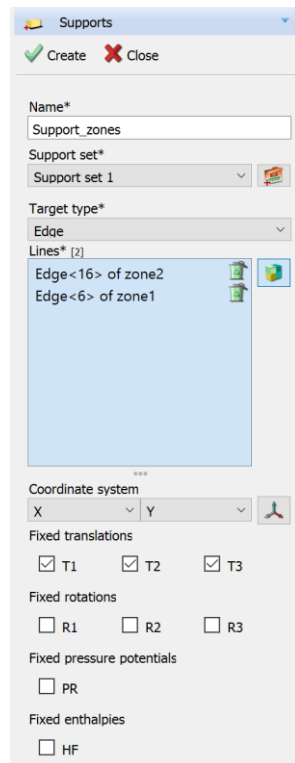 Supports
Create Close
Name*
Support_zones
Support set*
Support set 1
Target type*
Edge
Lines* [2]
Edge<16> of zone2
Edge<6> of zone1
Coordinate system
X Y
Fixed translations
T1 T2 T3
Fixed rotations
R1 R2 R3
Fixed pressure potentials
PR
Fixed enthalpies
HF